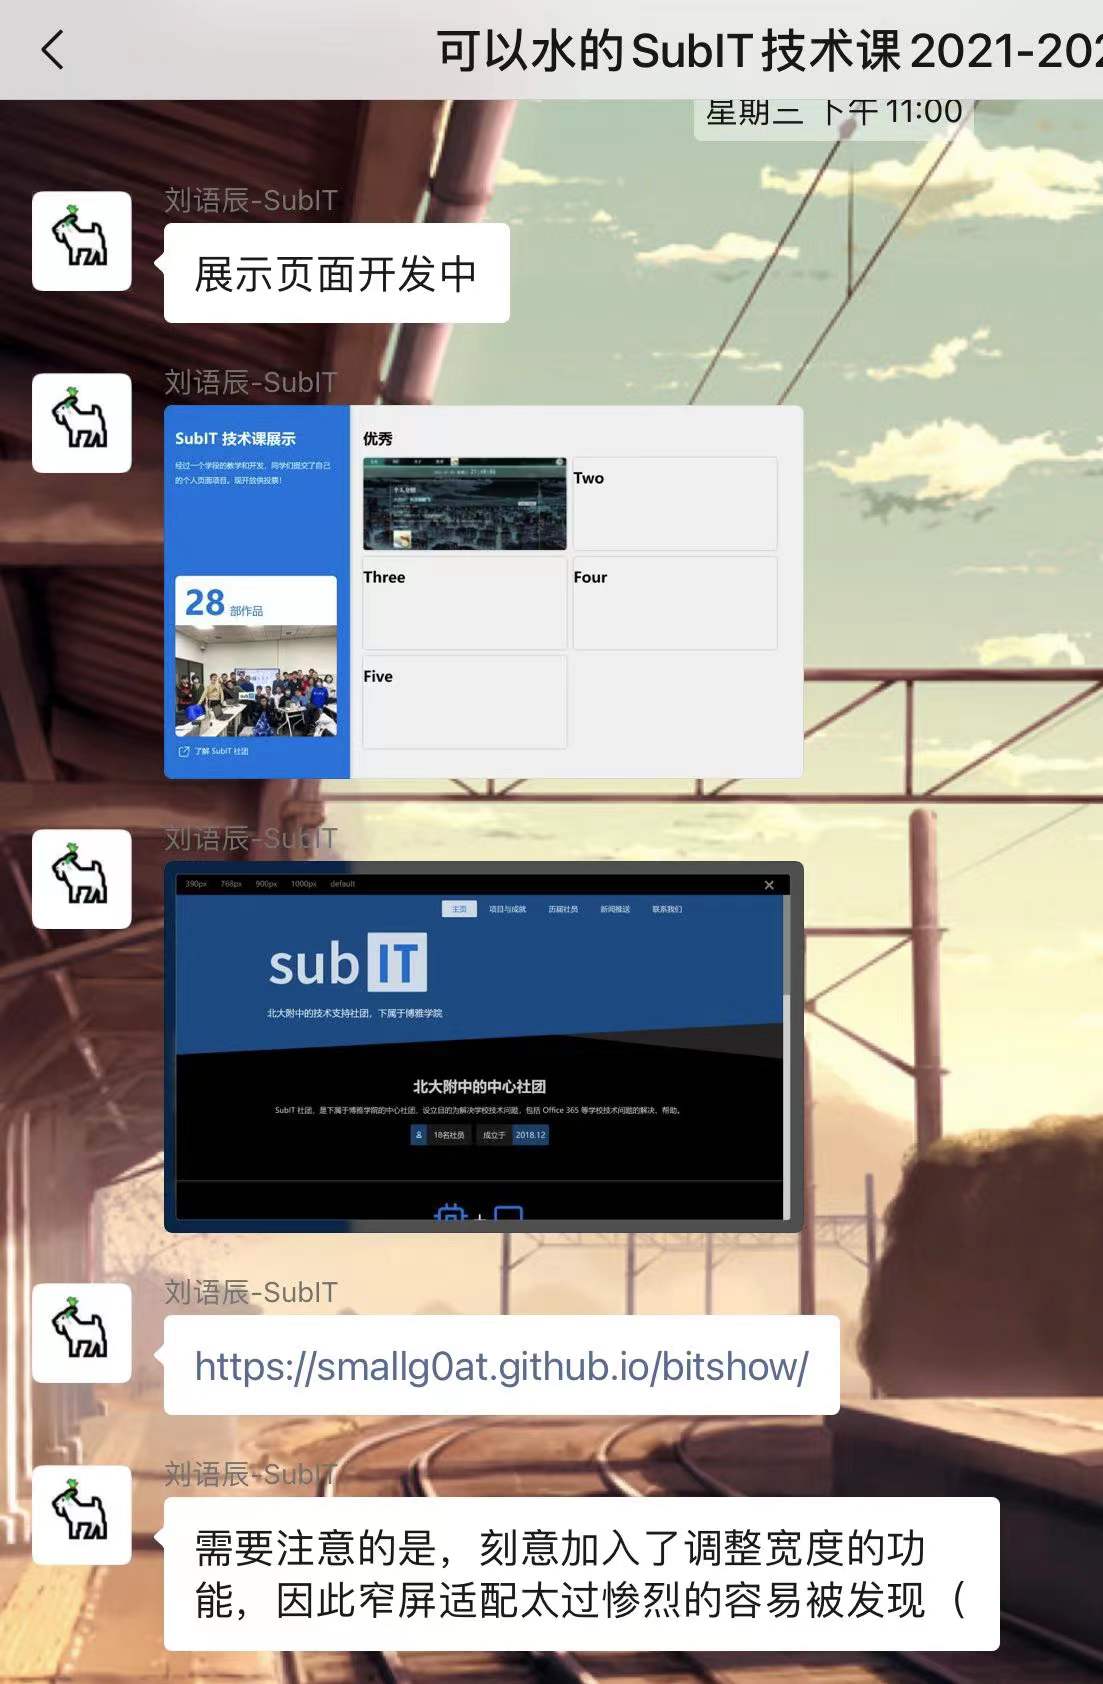 可以水的SubIT技术课2021-202
星期三 下午 11:00
刘语辰-SubIT
展示页面开发中
刘语辰-SubIT
SubIT 技术课展示
经过一个学段的教学和开发，同学们提交了自己
的个人页面项目。现开放供投票！
28 部作品
了解 SubIT 社团
优秀
Two
Three
Four
Five
刘语辰-SubIT
390px 768px 900px 1000px default
主页 项目与成就 历届社员 新闻推送 联系我们
subIT
北大附中的技术支持社团，下属于博雅学院
北大附中的中心社团
SubIT 社团，是下属于博雅学院的中心社团，设立目的为解决学校技术问题，包括 Office 365 等学校技术问题的解决、帮助。
18名社员 成立于 2018.12
刘语辰-SubIT
https://smallg0at.github.io/bitshow/
刘语辰-SubIT
需要注意的是，刻意加入了调整宽度的功
能，因此窄屏适配太过惨烈的容易被发现（